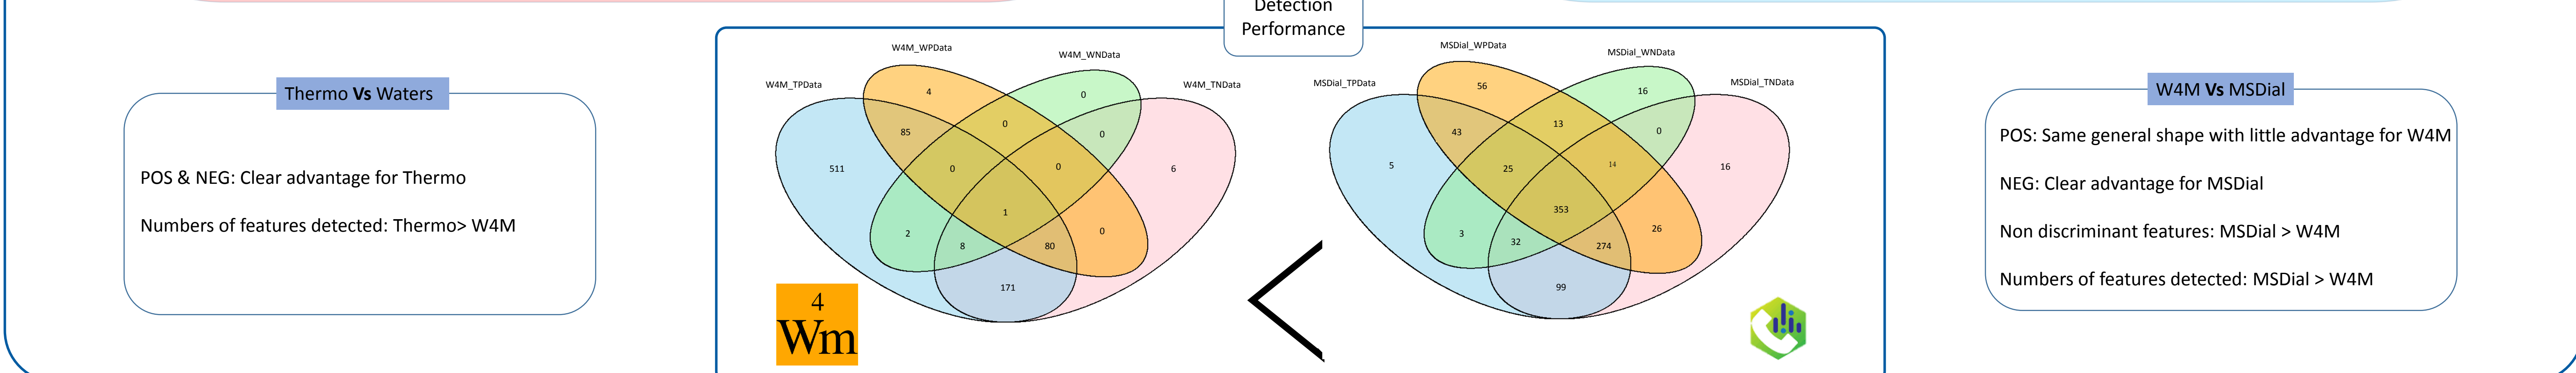 Detection
Performance
Thermo Vs Waters
POS & NEG: Clear advantage for Thermo
Numbers of features detected: Thermo> W4M
W4M_TPData
W4M_WPData
W4M_WNData
W4M_TNData
4
0
85
0
0
511
0
0
6
1
2
8
80
0
171
4
Wm
MSDial_TPData
MSDial_WPData
MSDial_WNData
MSDial_TNData
56
16
43
13
0
5
25
14
16
353
3
32
274
26
99
W4M Vs MSDial
POS: Same general shape with little advantage for W4M
NEG: Clear advantage for MSDial
Non discriminant features: MSDial > W4M
Numbers of features detected: MSDial > W4M